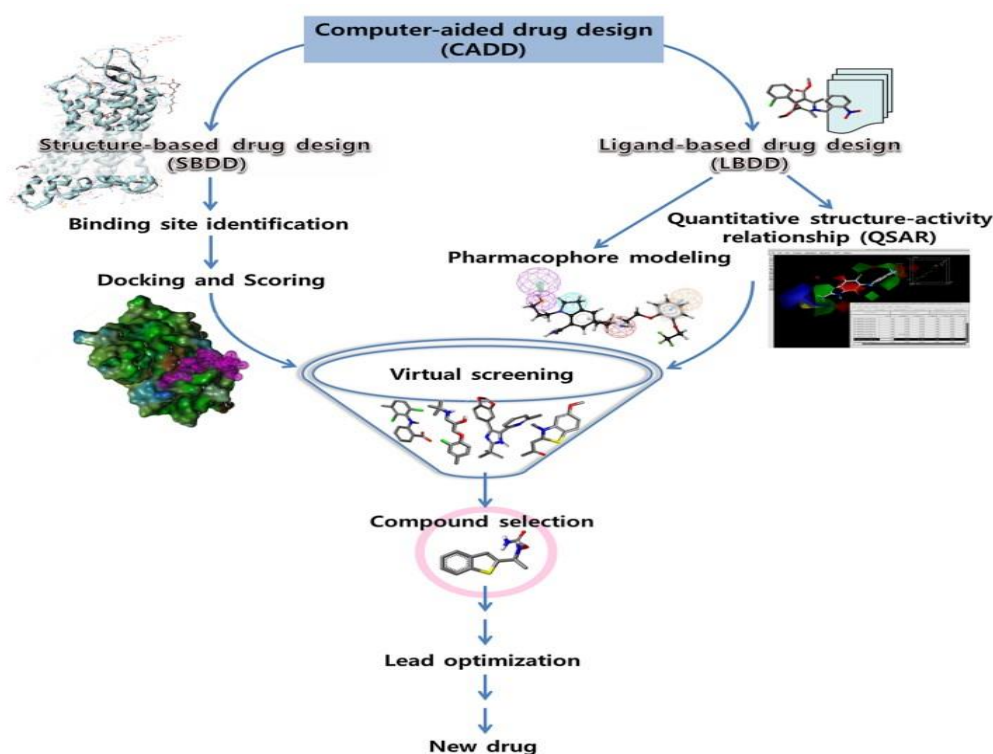 Computer-aided drug design
(CADD)
Structure-based drug design
(SBDD)
Ligand-based drug design
(LBDD)
Binding site identification
Quantitative structure-activity
relationship (QSAR)
Pharmacophore modeling
Docking and Scoring
Virtual screening
Compound selection
Lead optimization
New drug